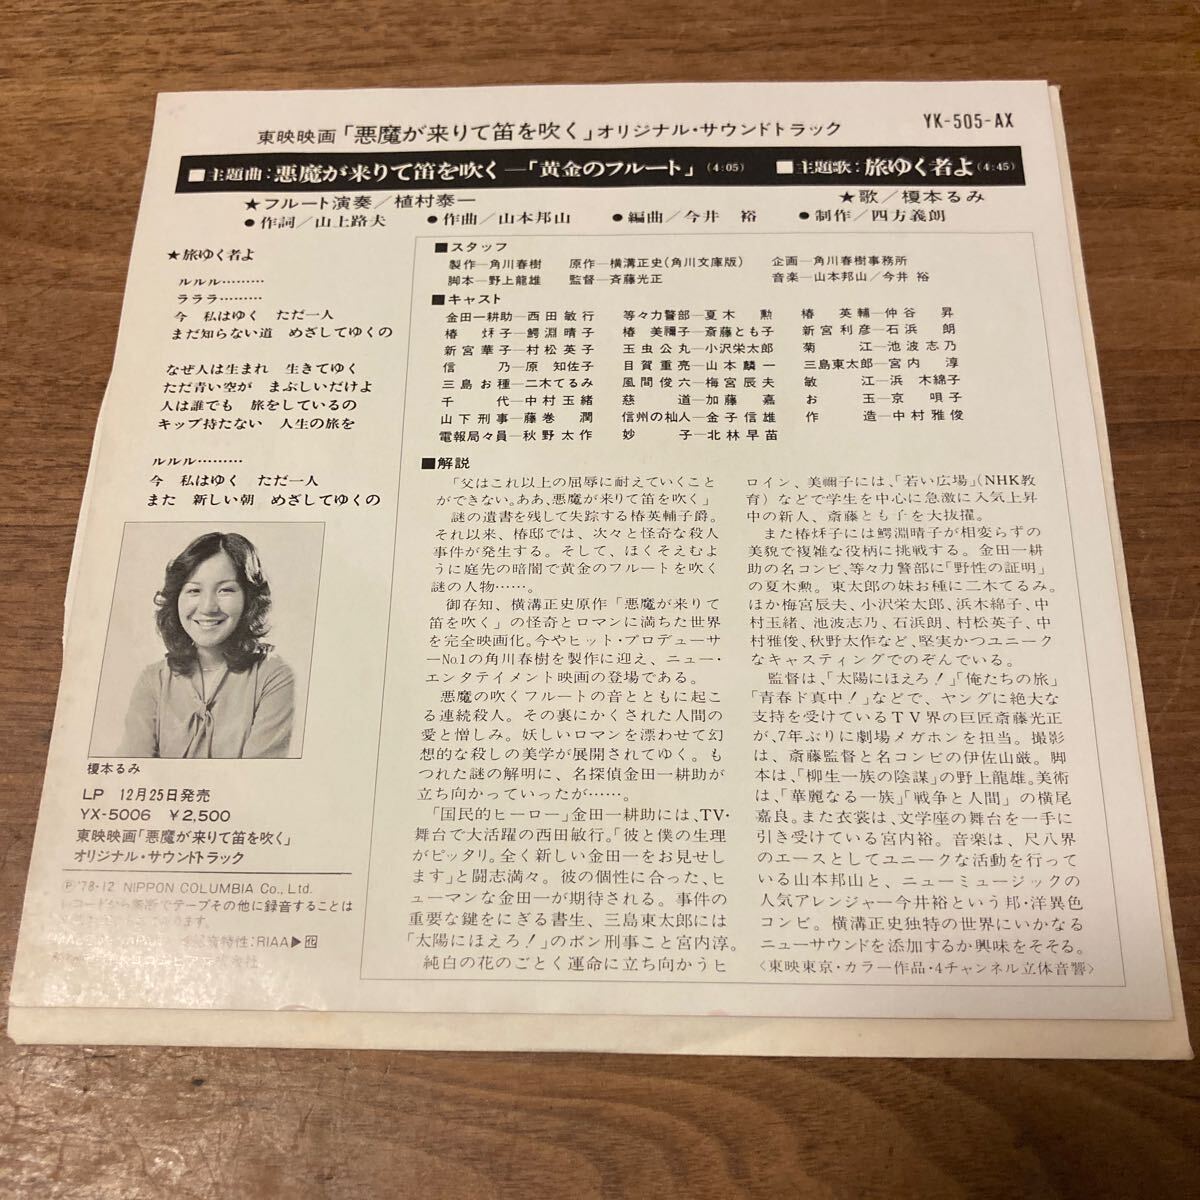 YK-505-AX
東映映画「悪魔が来りて笛を吹く」オリジナル・サウンドトラック
■主題曲:悪魔が来りて笛を吹く―「黄金のフルート」(4:05) ■主題歌:旅ゆく者よ(4:45)
★フルート演奏/植村泰一 ★歌/榎本るみ
●作詞/山上路夫 ●作曲/山本邦山 ●編曲/今井 裕 ●制作/四方義朗
★旅ゆく者よ
ルルル………
ラララ………
今 私はゆく ただ一人
まだ知らない道 めざしてゆくの
なぜ人は生まれ 生きてゆく
ただ青い空が まぶしいだけよ
人は誰でも 旅をしているの
キップ持たない 人生の旅を
ルルル………
今 私はゆく ただ一人
また 新しい朝 めざしてゆくの
榎本るみ
LP 12月25日発売
YX-5006 ¥2,500
東映映画「悪魔が来りて笛を吹く」
オリジナル・サウンドトラック
Ⓟ'78-12 NIPPON COLUMBIA Co., Ltd.
レコードから無断でテープその他に録音することは
特性:RIAA▶
■スタッフ
製作―角川春樹 原作―横溝正史(角川文庫版) 企画―角川春樹事務所
脚本―野上龍雄 監督―斉藤光正 音楽―山本邦山/今井 裕
■キャスト
金田一耕助―西田敏行 等々力警部―夏木 勲 椿 英輔―仲谷 昇
椿 秌子―鰐淵晴子 椿 美禰子―斎藤とも子 新宮利彦―石浜 朗
新宮華子―村松英子 玉虫公丸―小沢栄太郎 菊 江―池波志乃
信 乃―原 知佐子 目賀重亮―山本麟一 三島東太郎―宮内 淳
三島お種―二木てるみ 風間俊六―梅宮辰夫 敏 江―浜 木綿子
千 代―中村玉緒 慈 道―加藤 嘉 お 玉―京 唄子
山下刑事―藤巻 潤 信州の杣人―金子信雄 作 造―中村雅俊
電報局々員―秋野太作 妙 子―北林早苗
■解説
「父はこれ以上の屈辱に耐えていくこと
ができない。ああ、悪魔が来りて笛を吹く」
謎の遺書を残して失踪する椿英輔子爵。
それ以来、椿邸では、次々と怪奇な殺人
事件が発生する。そして、ほくそえむよ
うに庭先の暗闇で黄金のフルートを吹く
謎の人物……。
御存知、横溝正史原作「悪魔が来りて
笛を吹く」の怪奇とロマンに満ちた世界
を完全映画化。今やヒット・プロデューサ
ーNo.1の角川春樹を製作に迎え、ニュー・
エンタテイメント映画の登場である。
悪魔の吹くフルートの音とともに起こ
る連続殺人。その裏にかくされた人間の
愛と憎しみ。妖しいロマンを漂わせて幻
想的な殺しの美学が展開されてゆく。も
つれた謎の解明に、名探偵金田一耕助が
立ち向かっていったが……。
「国民的ヒーロー」金田一耕助には、TV・
舞台で大活躍の西田敏行。「彼と僕の生理
がピッタリ。全く新しい金田一をお見せし
ます」と闘志満々。彼の個性に合った、ヒ
ューマンな金田一が期待される。事件の
重要な鍵をにぎる書生、三島東太郎には
「太陽にほえろ!」のボン刑事こと宮内淳。
純白の花のごとく運命に立ち向かうヒ
ロイン、美禰子には、「若い広場」(NHK教
育)などで学生を中心に急激に人気上昇
中の新人、斎藤とも子を大抜擢。
また椿秌子には鰐淵晴子が相変らずの
美貌で複雑な役柄に挑戦する。金田一耕
助の名コンビ、等々力警部に「野性の証明」
の夏木勲。東太郎の妹お種に二木てるみ。
ほか梅宮辰夫、小沢栄太郎、浜木綿子、中
村玉緒、池波志乃、石浜朗、村松英子、中
村雅俊、秋野太作など、堅実かつユニーク
なキャスティングでのぞんでいる。
監督は、「太陽にほえろ!」「俺たちの旅」
「青春ド真中!」などで、ヤングに絶大な
支持を受けているTV界の巨匠斎藤光正
が、7年ぶりに劇場メガホンを担当。撮影
は、斎藤監督と名コンビの伊佐山厳。脚
本は、「柳生一族の陰謀」の野上龍雄。美術
は、「華麗なる一族」「戦争と人間」の横尾
嘉良。また衣裳は、文学座の舞台を一手に
引き受けている宮内裕。音楽は、尺八界
のエースとしてユニークな活動を行って
いる山本邦山と、ニューミュージックの
人気アレンジャー今井裕という邦・洋異色
コンビ。横溝正史独特の世界にいかなる
ニューサウンドを添加するか興味をそそる。
〈東映東京・カラー作品・4チャンネル立体音響〉